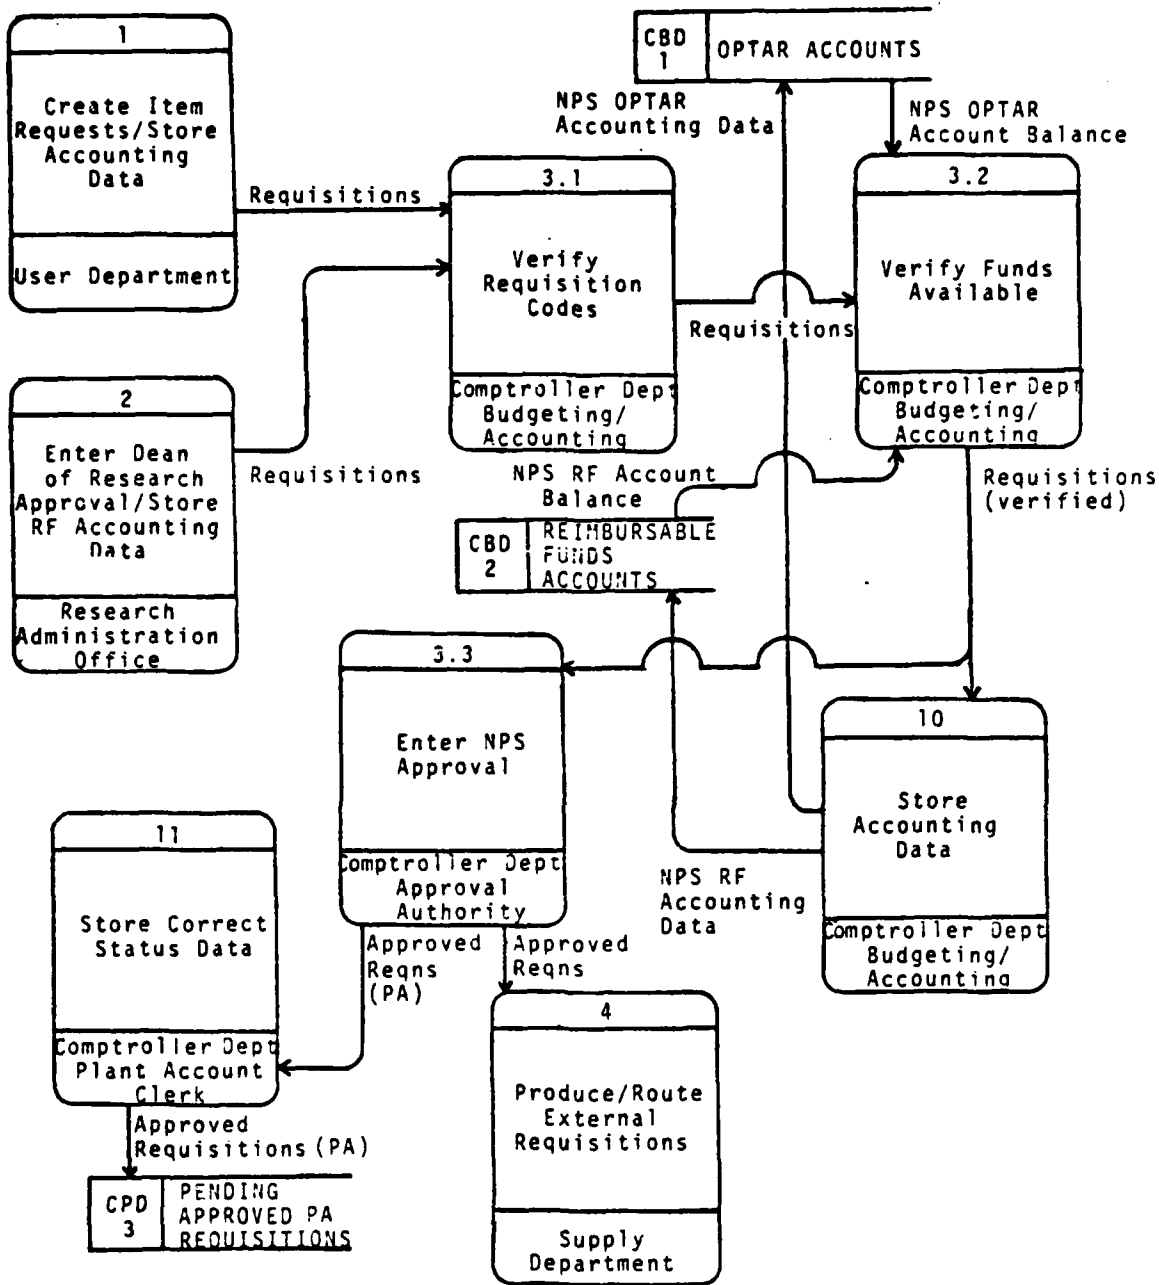 1
Create Item
Requests/Store
Accounting
Data
User Department
Requisitions
2
Enter Dean
of Research
Approval/Store
RF Accounting
Data
Research
Administration
Office
Requisitions
3.1
Verify
Requisition
Codes
Comptroller Dept
Budgeting/
Accounting
CBD
1
OPTAR ACCOUNTS
NPS OPTAR
Accounting Data
NPS OPTAR
Account Balance
3.2
Verify Funds
Available
Comptroller Dept
Budgeting/
Accounting
Requisitions
NPS RF Account
Balance
CBD
2
REIMBURSABLE
FUNDS
ACCOUNTS
Requisitions
(verified)
3.3
Enter NPS
Approval
Comptroller Dept
Approval
Authority
10
Store
Accounting
Data
Comptroller Dept
Budgeting/
Accounting
NPS RF
Accounting
Data
Approved
Reqns
(PA)
Approved
Reqns
11
Store Correct
Status Data
Comptroller Dept
Plant Account
Clerk
Approved
Requisitions (PA)
CPD
3
PENDING
APPROVED PA
REQUISITIONS
4
Produce/Route
External
Requisitions
Supply
Department